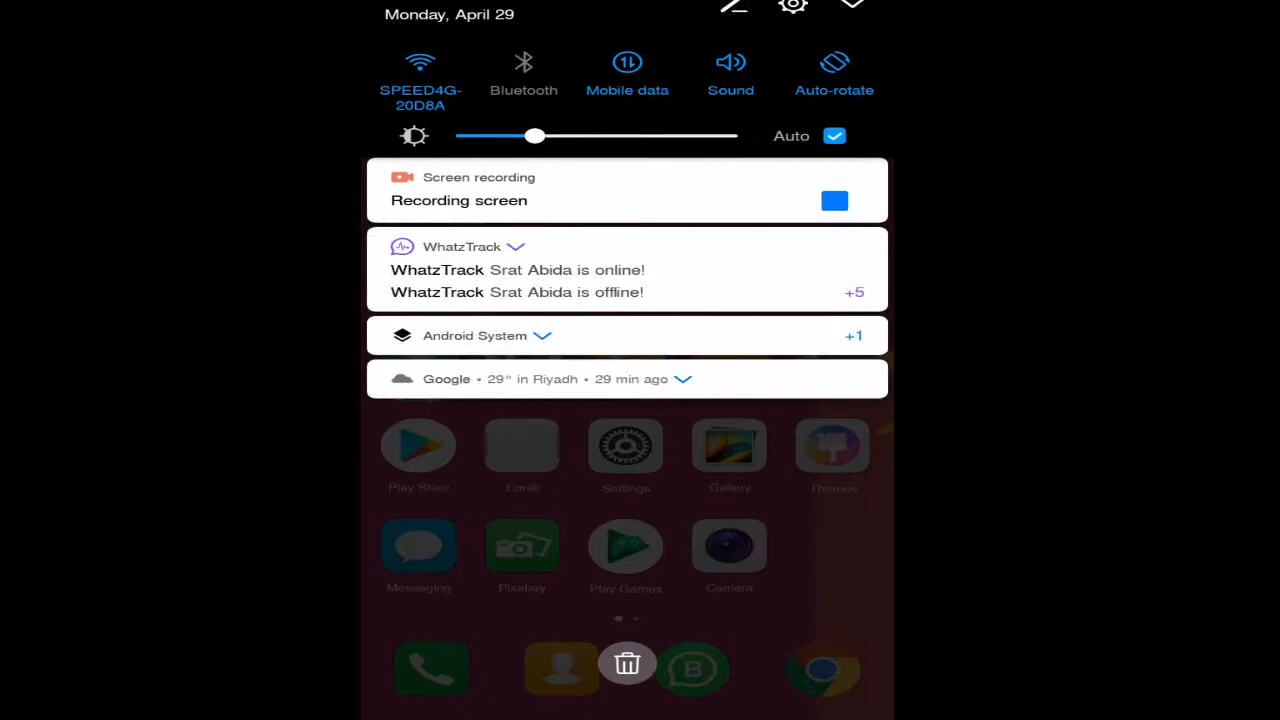 Monday, April 29
SPEED4G-
20D8A
Bluetooth
Mobile data
Sound
Auto-rotate
Auto
Screen recording
Recording screen
WhatzTrack
WhatzTrack Srat Abida is online!
WhatzTrack Srat Abida is offline! +5
Android System +1
Google • 29° in Riyadh • 29 min ago
Play Store
Email
Settings
Gallery
Themes
Messaging
Pixabay
Play Games
Camera
B